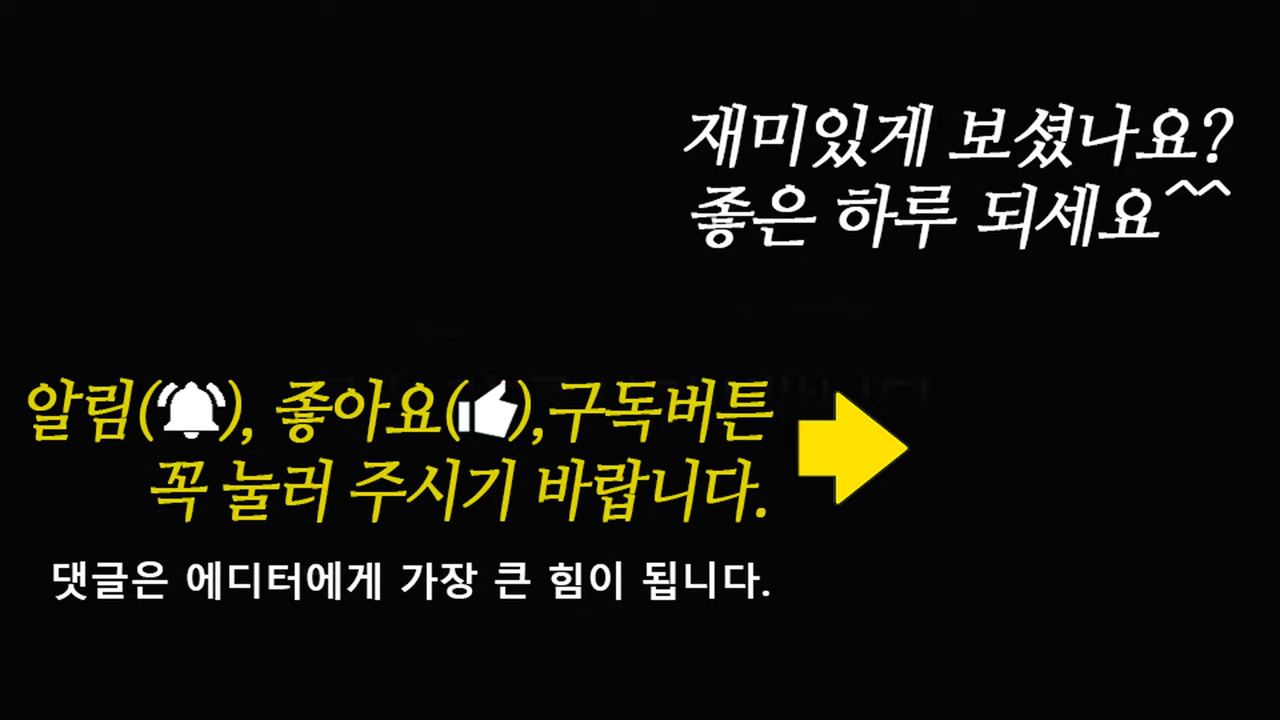 재미있게 보셨나요?
좋은 하루 되세요^^
알림(), 좋아요(),구독버튼
꼭 눌러 주시기 바랍니다.
댓글은 에디터에게 가장 큰 힘이 됩니다.